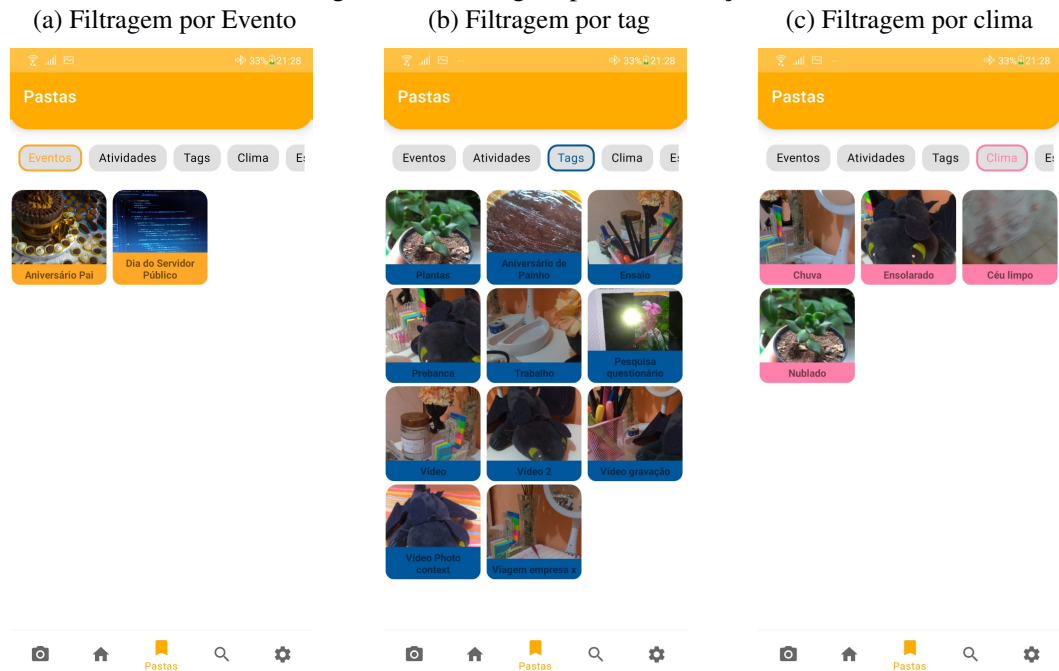 (a) Filtragem por Evento
33% 21:28
Pastas
Eventos Atividades Tags Clima
Aniversário Pai
Dia do Servidor
Público
Pastas
(b) Filtragem por tag
33% 21:28
Pastas
Eventos Atividades Tags Clima
Plantas
Aniversário de
Painho
Ensaio
Prebanca
Trabalho
Pesquisa
questionário
Vídeo
Vídeo 2
Vídeo gravação
Vídeo Photo
context
Viagem empresa x
Pastas
(c) Filtragem por clima
33% 21:28
Pastas
Eventos Atividades Tags Clima
Chuva
Ensolarado
Céu limpo
Nublado
Pastas